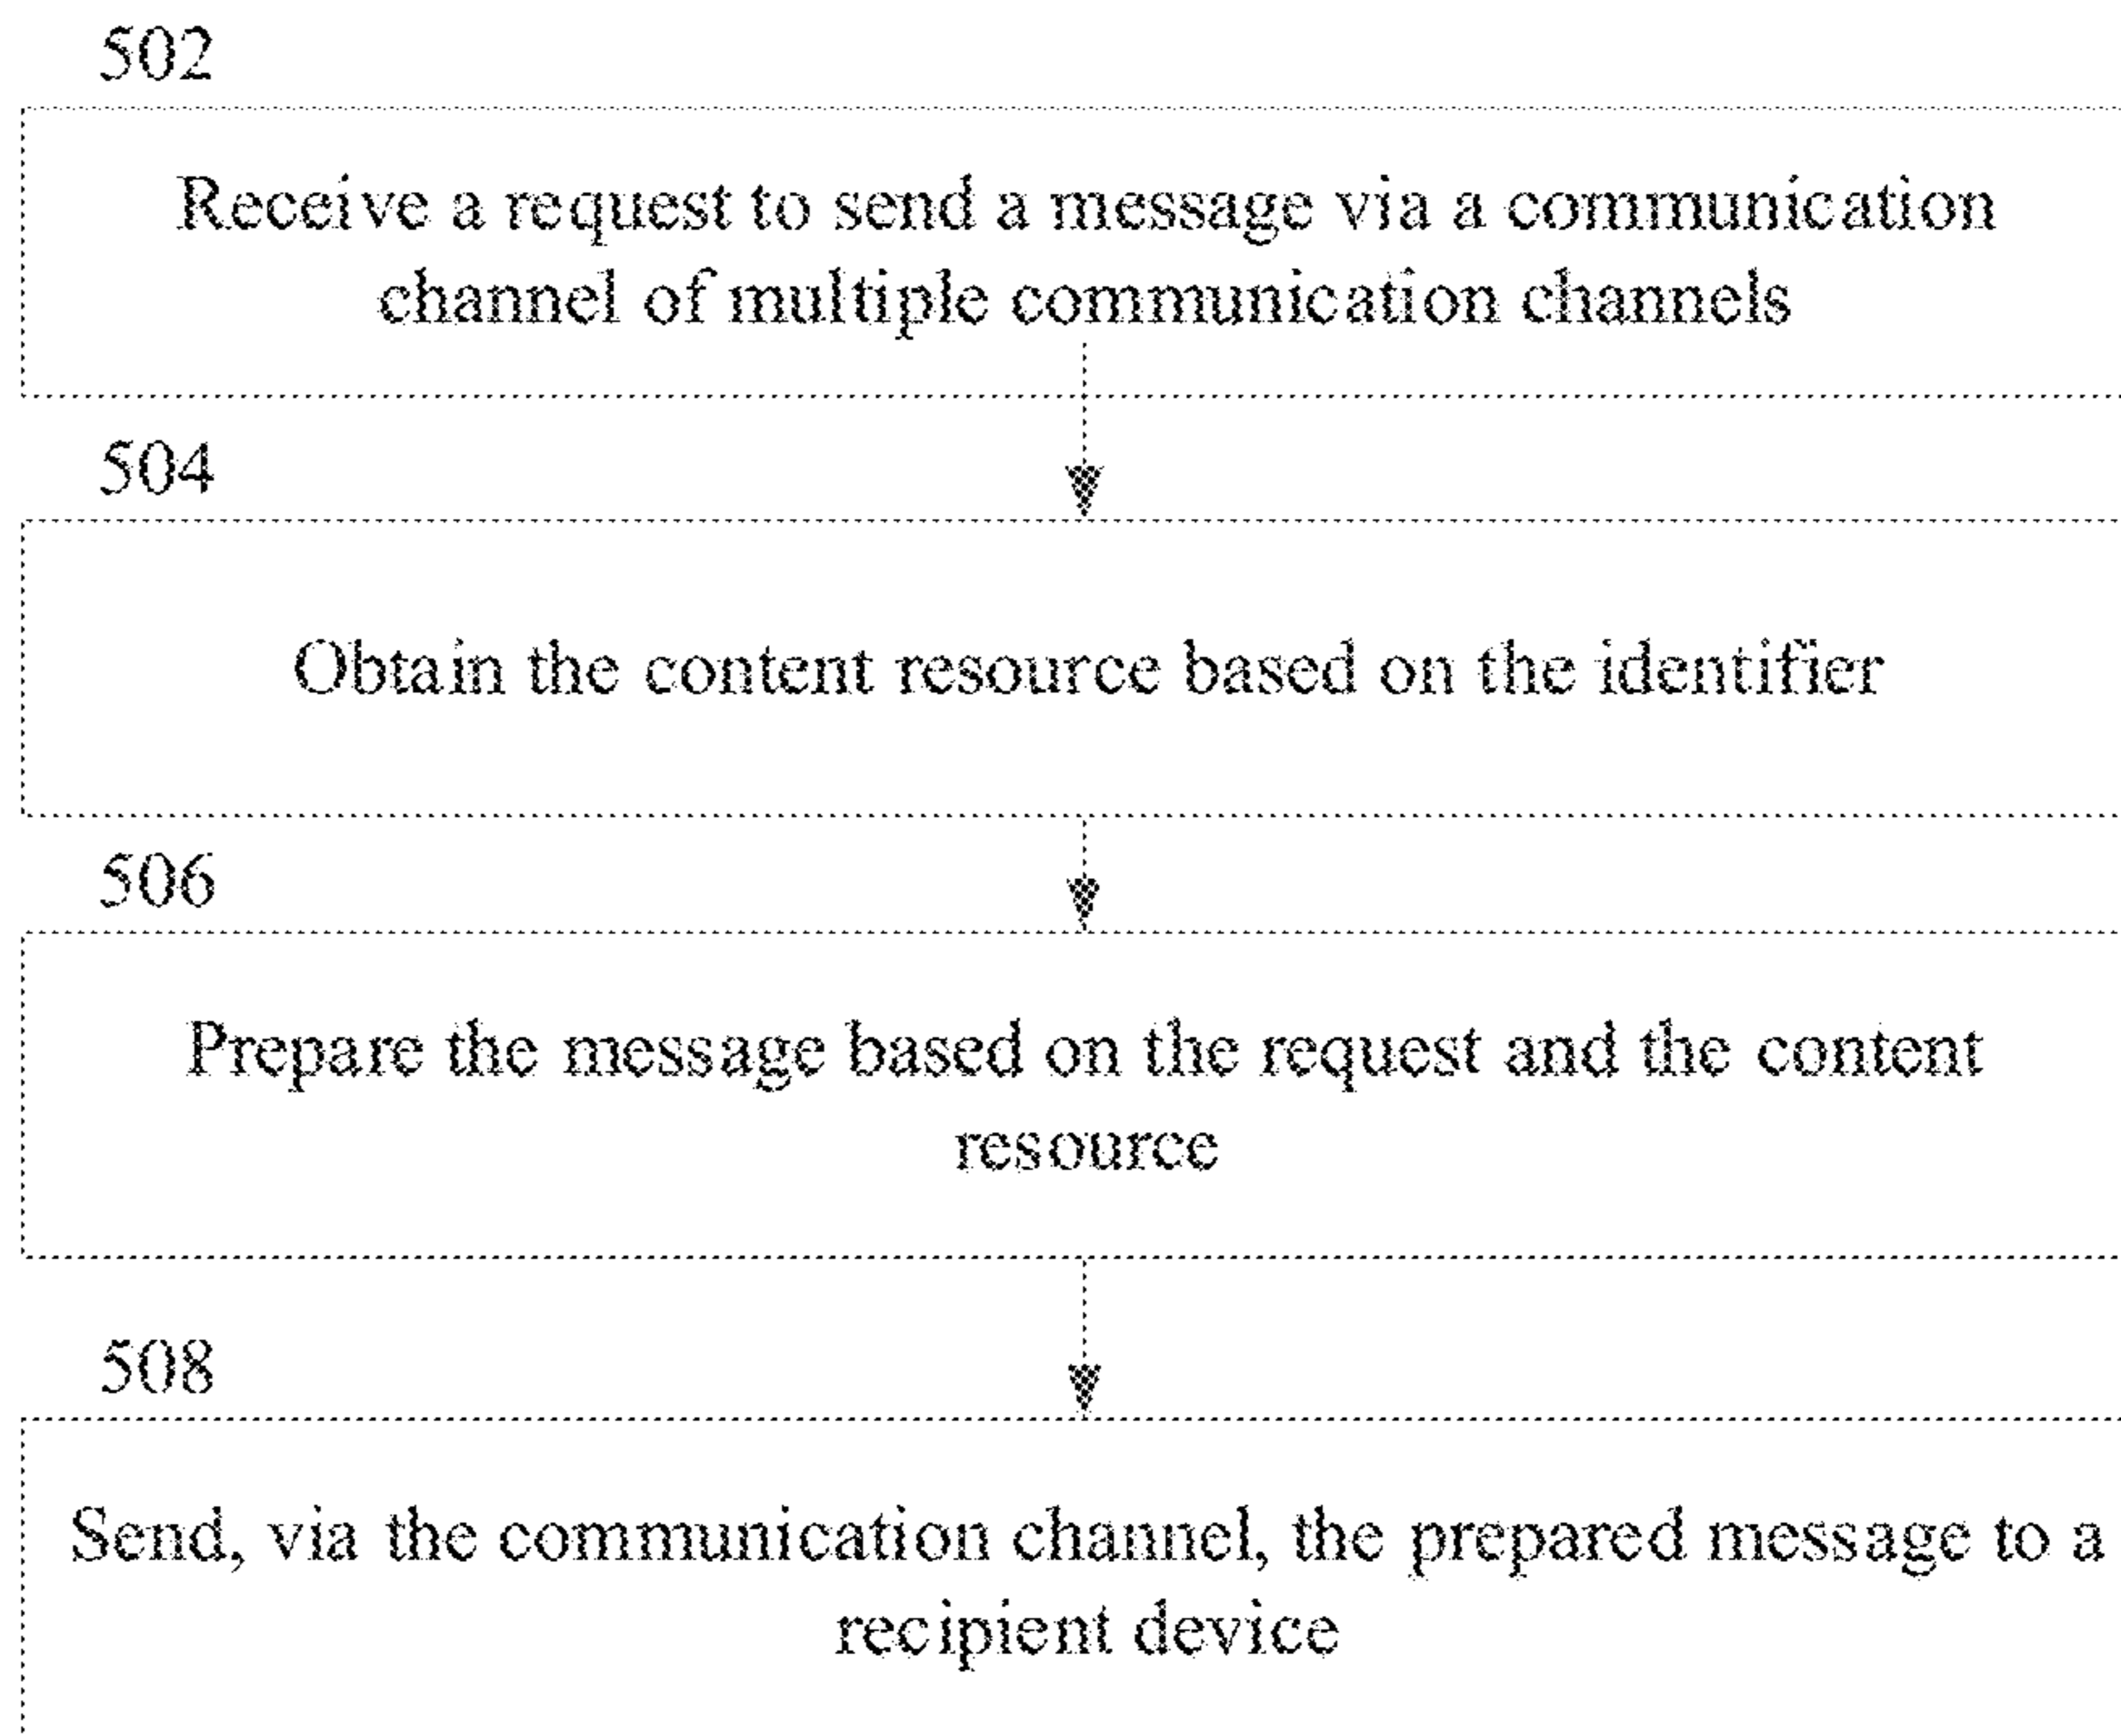 502
Receive a request to send a message via a communication
channel of multiple communication channels
504
Obtain the content resource based on the identifier
506
Prepare the message based on the request and the content
resource
508
Send, via the communication channel, the prepared message to a
recipient device